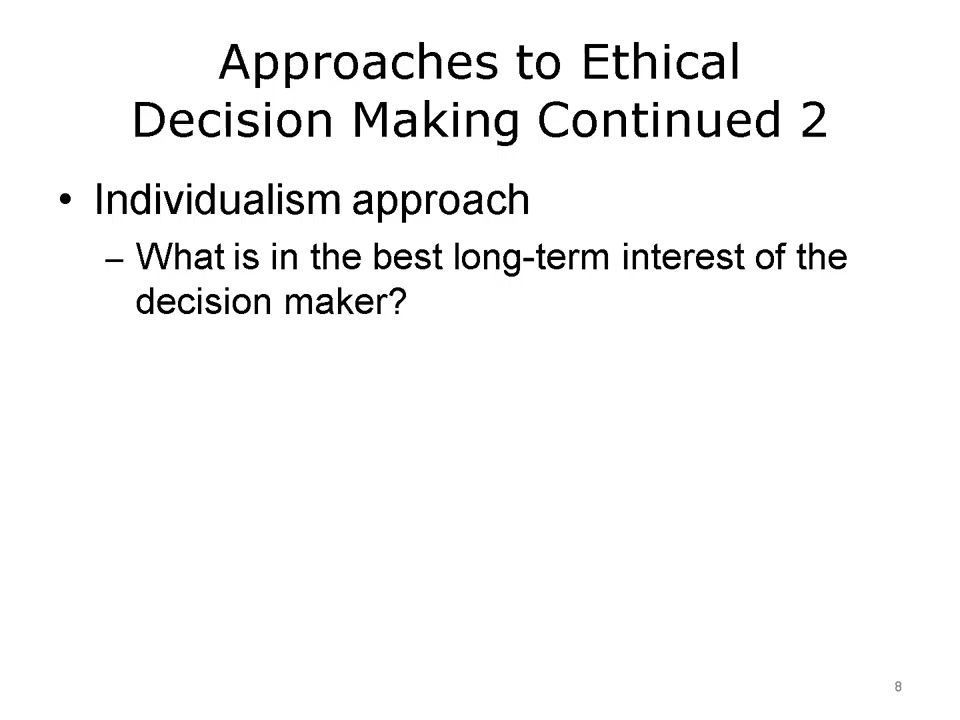 Approaches to Ethical
Decision Making Continued 2
• Individualism approach
– What is in the best long-term interest of the
decision maker?
8